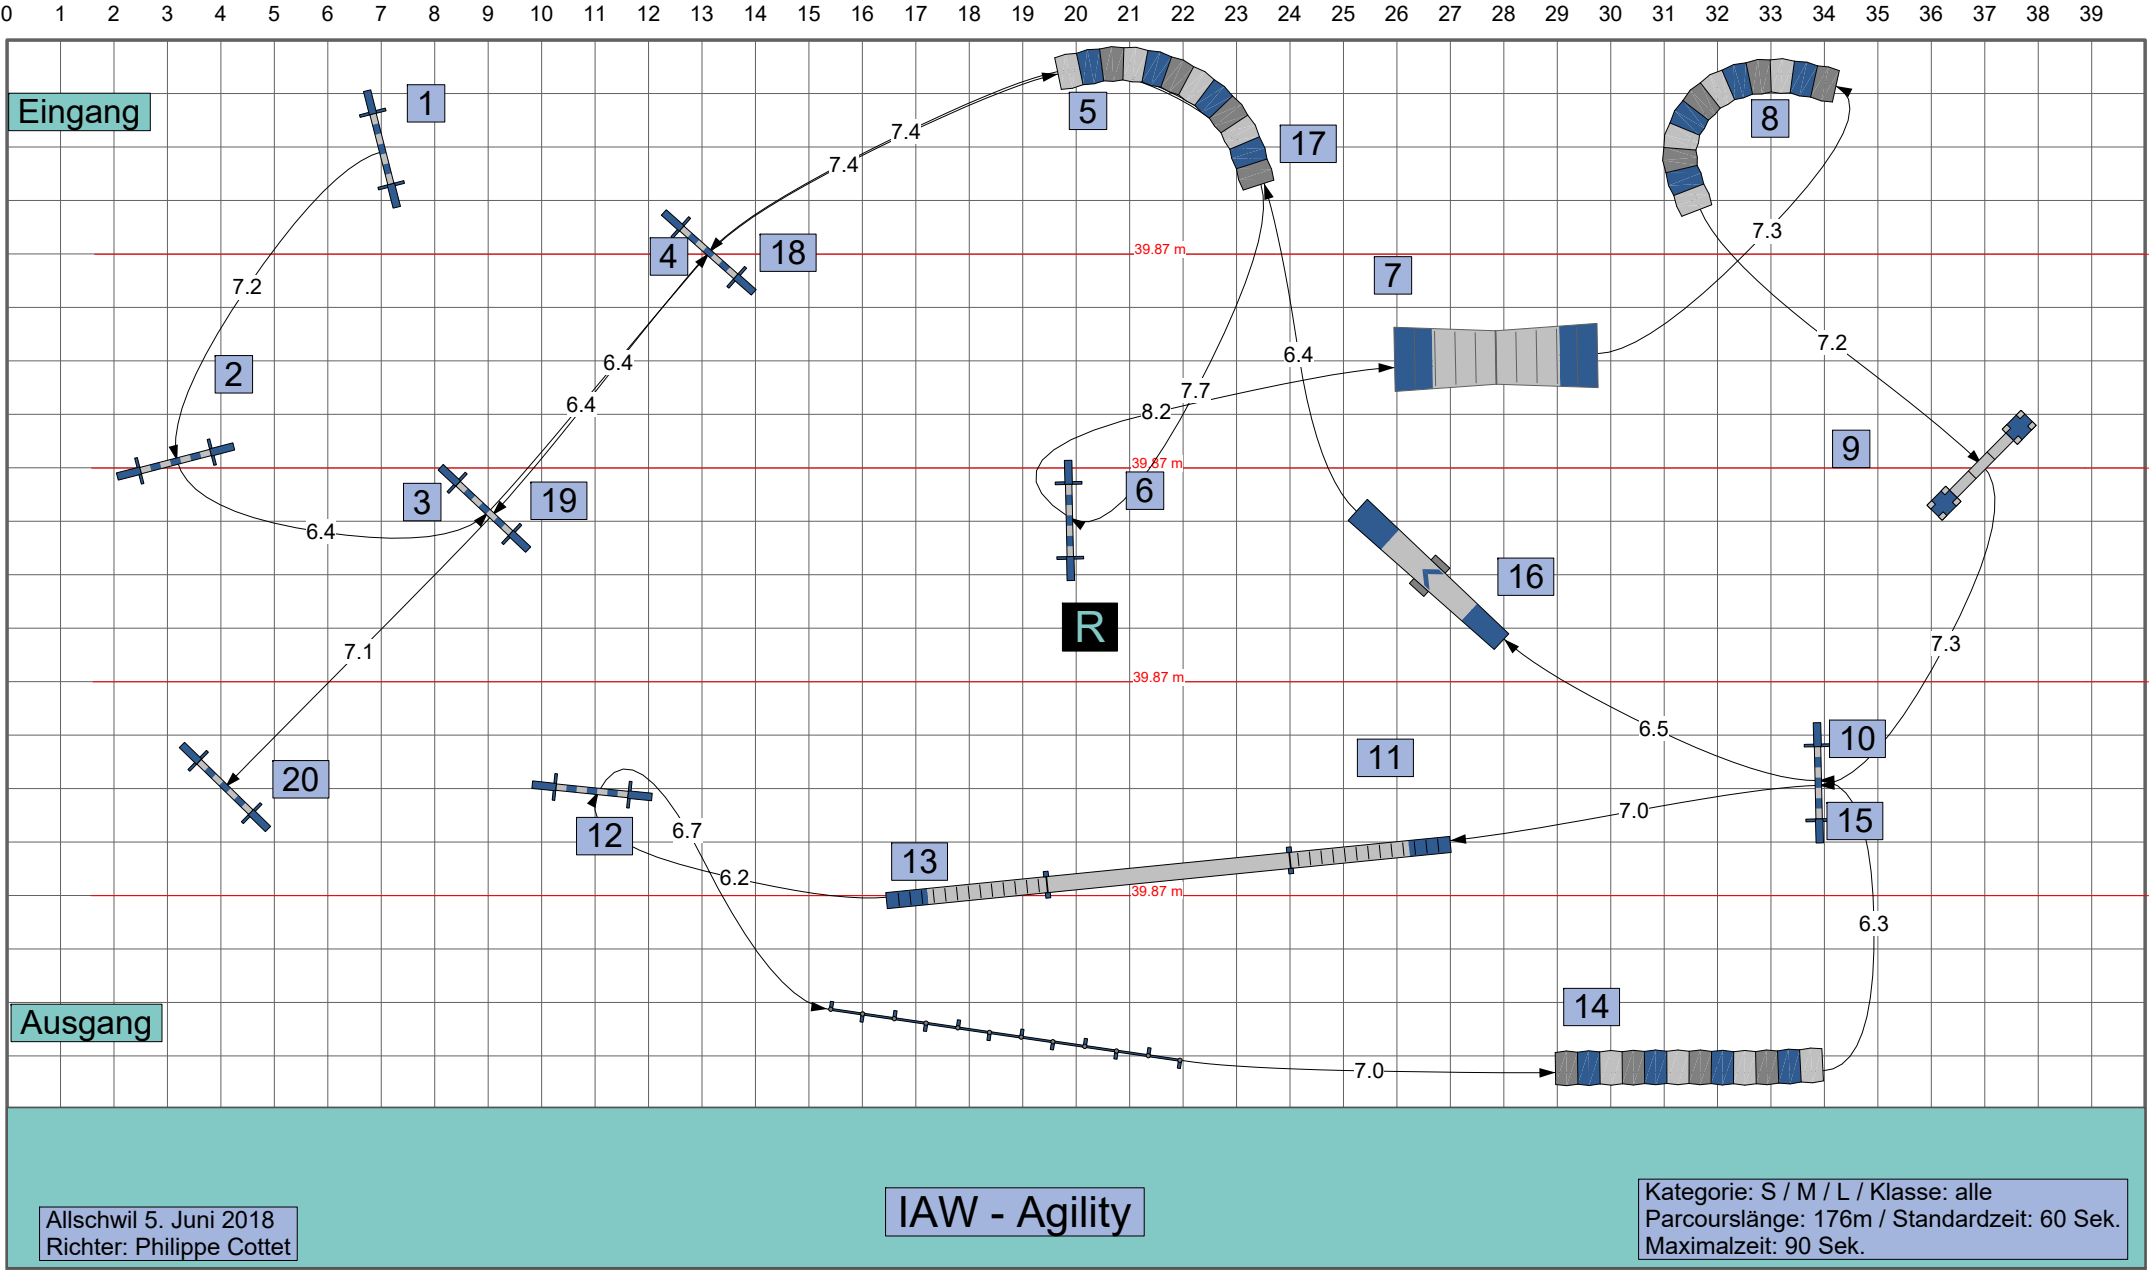 0 1 2 3 4 5 6 7 8 9 10 11 12 13 14 15 16 17 18 19 20 21 22 23 24 25 26 27 28 29 30 31 32 33 34 35 36 37 38 39
Eingang
1
5
8
7.4
17
7.4
7.3
4
18
39.87 m
7
7.2
6.4
7.2
6.4
2
7.7
6.4
8.2
9
39.87 m
3
19
6
6.4
16
R
7.3
7.1
39.87 m
6.5
10
11
20
7.0
15
12
6.7
13
6.2
39.87 m
6.3
14
Ausgang
7.0
IAW - Agility
Allschwil 5. Juni 2018
Richter: Philippe Cottet
Kategorie: S / M / L / Klasse: alle
Parcourslänge: 176m / Standardzeit: 60 Sek.
Maximalzeit: 90 Sek.